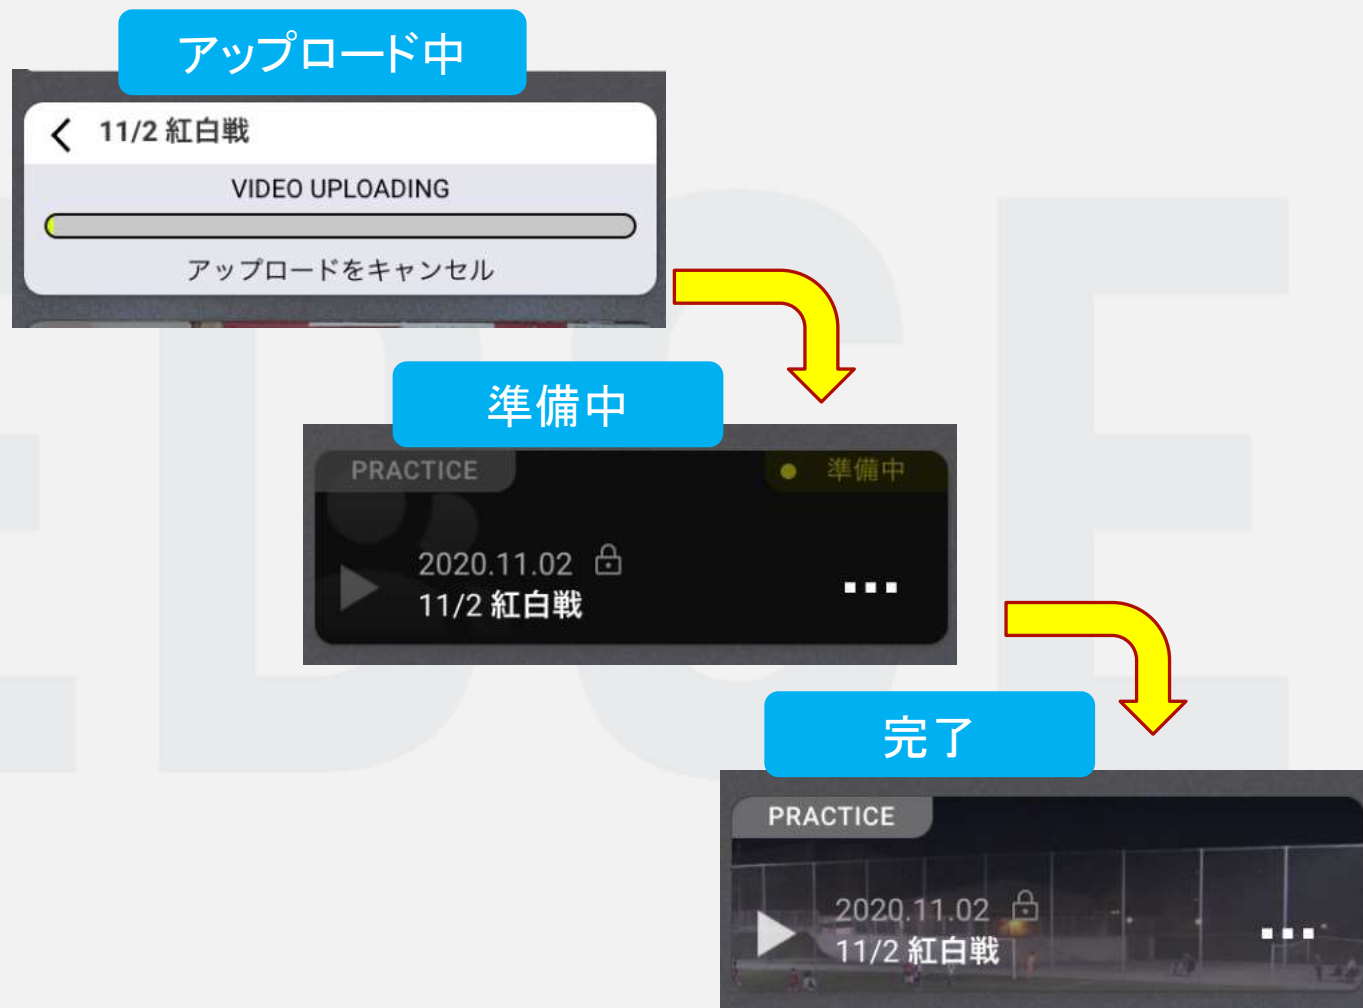 アップロード中
11/2 紅白戦
VIDEO UPLOADING
アップロードをキャンセル
準備中
PRACTICE
準備中
2020.11.02
11/2 紅白戦
完了
PRACTICE
2020.11.02
11/2 紅白戦